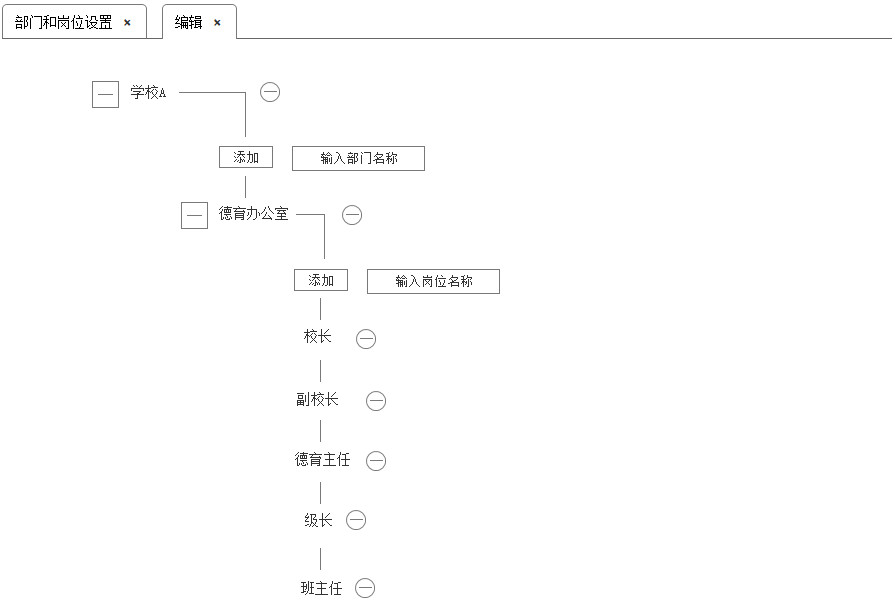 部门和岗位设置 × 编辑 ×
学校A
添加 输入部门名称
德育办公室
添加 输入岗位名称
校长
副校长
德育主任
级长
班主任